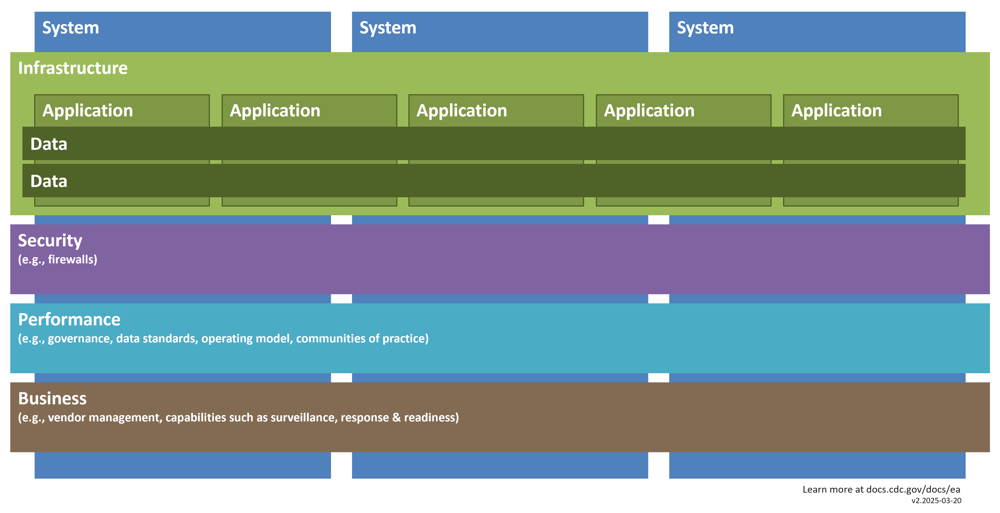 System
System
System
Infrastructure
Application
Application
Application
Application
Application
Data
Data
Security
(e.g., firewalls)
Performance
(e.g., governance, data standards, operating model, communities of practice)
Business
(e.g., vendor management, capabilities such as surveillance, response & readiness)
Learn more at docs.cdc.gov/docs/ea
v2.2025-03-20